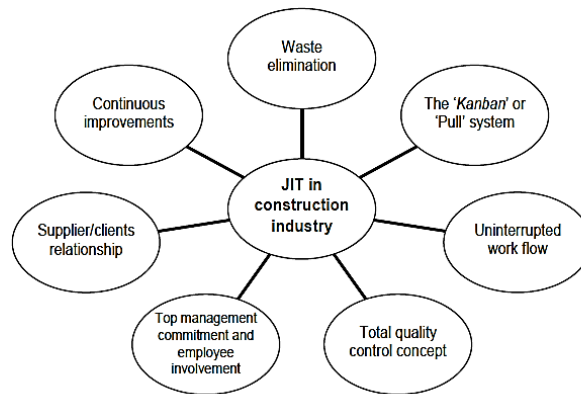 Waste
elimination
Continuous
improvements
The ‘Kanban’ or
‘Pull’ system
JIT in
construction
industry
Supplier/clients
relationship
Uninterrupted
work flow
Top management
commitment and
employee
involvement
Total quality
control concept